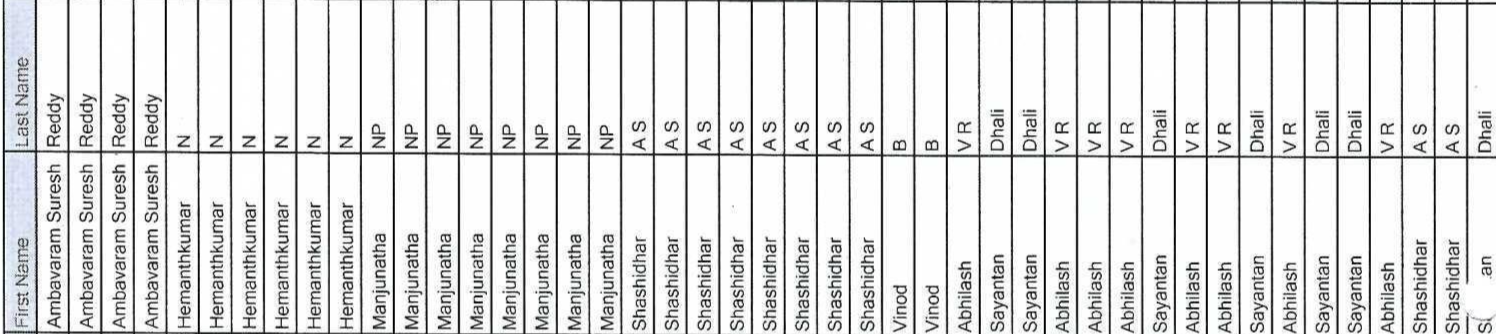 First Name Last Name
Ambavaram Suresh Reddy
Ambavaram Suresh Reddy
Ambavaram Suresh Reddy
Ambavaram Suresh Reddy
Hemanthkumar N
Hemanthkumar N
Hemanthkumar N
Hemanthkumar N
Hemanthkumar N
Hemanthkumar N
Manjunatha NP
Manjunatha NP
Manjunatha NP
Manjunatha NP
Manjunatha NP
Manjunatha NP
Manjunatha NP
Manjunatha NP
Shashidhar A S
Shashidhar A S
Shashidhar A S
Shashidhar A S
Shashidhar A S
Shashidhar A S
Shashidhar A S
Shashidhar A S
Vinod B
Vinod B
Abhilash V R
Sayantan Dhali
Sayantan Dhali
Abhilash V R
Abhilash V R
Abhilash V R
Sayantan Dhali
Abhilash V R
Abhilash V R
Sayantan Dhali
Abhilash V R
Sayantan Dhali
Sayantan Dhali
Abhilash V R
Shashidhar A S
Shashidhar A S
Dhali